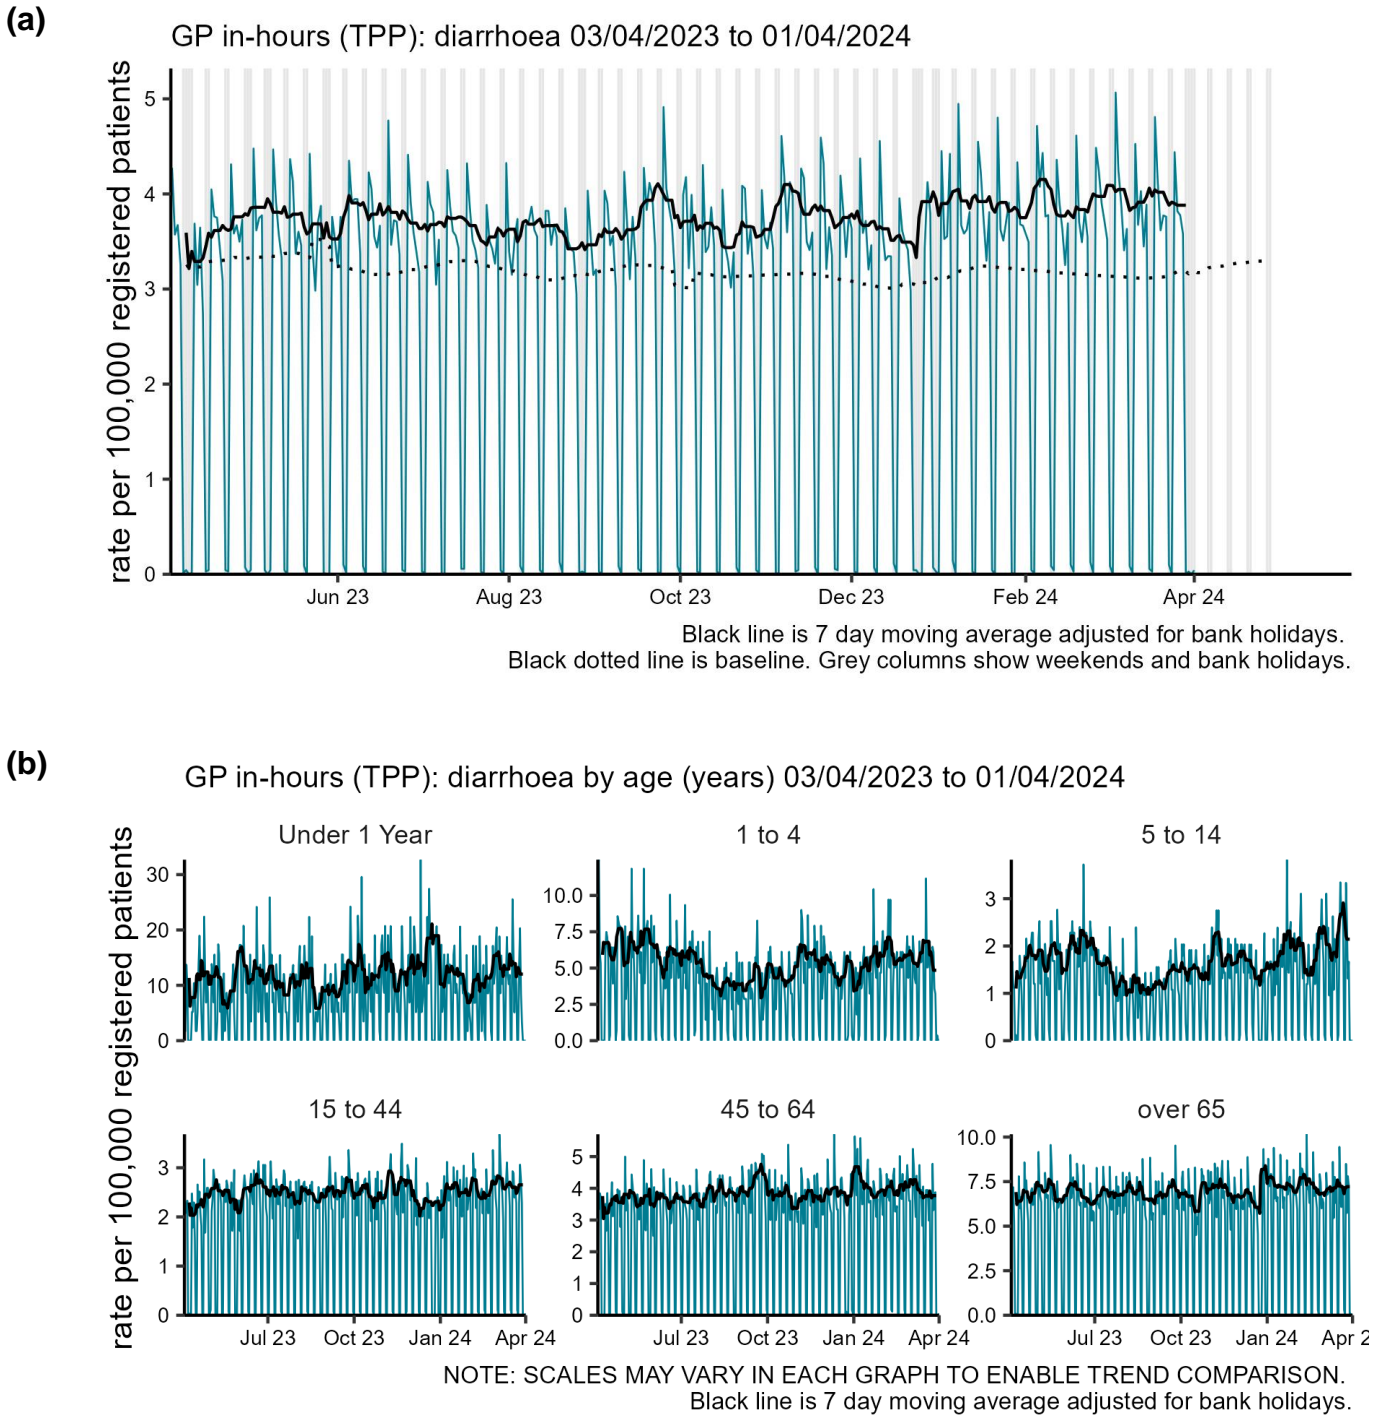 (a)
GP in-hours (TPP): diarrhoea 03/04/2023 to 01/04/2024
rate per 100,000 registered patients
5
4
3
2
1
0
Jun 23 Aug 23 Oct 23 Dec 23 Feb 24 Apr 24
Black line is 7 day moving average adjusted for bank holidays.
Black dotted line is baseline. Grey columns show weekends and bank holidays.
(b)
GP in-hours (TPP): diarrhoea by age (years) 03/04/2023 to 01/04/2024
rate per 100,000 registered patients
Under 1 Year
30
20
10
0
1 to 4
10.0
7.5
5.0
2.5
0.0
5 to 14
3
2
1
0
15 to 44
3
2
1
0
Jul 23 Oct 23 Jan 24 Apr 24
45 to 64
5
4
3
2
1
0
Jul 23 Oct 23 Jan 24 Apr 24
over 65
10.0
7.5
5.0
2.5
0.0
Jul 23 Oct 23 Jan 24 Apr 2
NOTE: SCALES MAY VARY IN EACH GRAPH TO ENABLE TREND COMPARISON.
Black line is 7 day moving average adjusted for bank holidays.